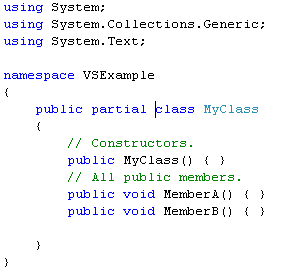 using System;
using System.Collections.Generic;
using System.Text;
namespace VSExample
{
public partial class MyClass
{
// Constructors.
public MyClass() { }
// All public members.
public void MemberA() { }
public void MemberB() { }
}
}